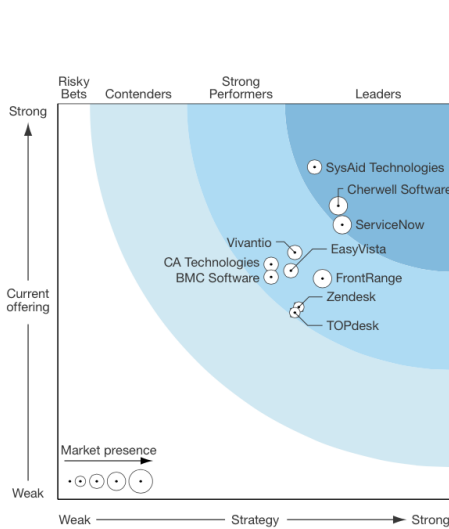 Risky
Bets
Contenders
Strong
Performers
Leaders
Strong
SysAid Technologies
Cherwell Software
ServiceNow
Vivantio
EasyVista
CA Technologies
BMC Software
FrontRange
Zendesk
TOPdesk
Current
offering
Market presence
Weak
Weak
Strategy
Strong